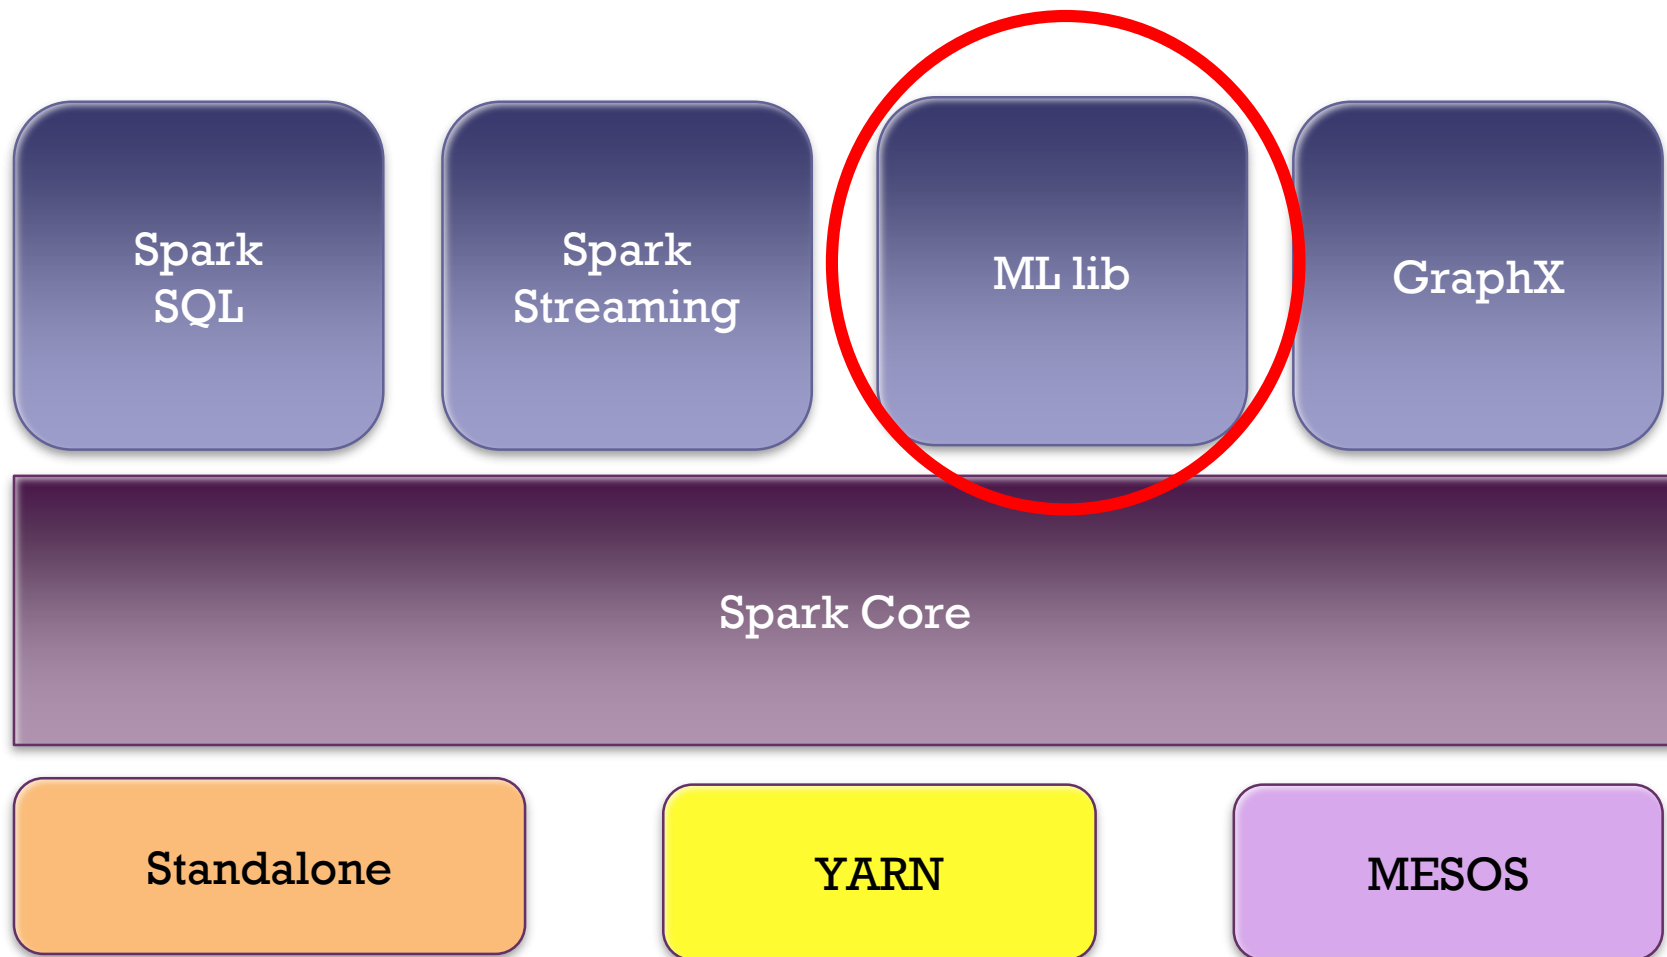 Spark
SQL
Spark
Streaming
ML lib
GraphX
Spark Core
Standalone
YARN
MESOS